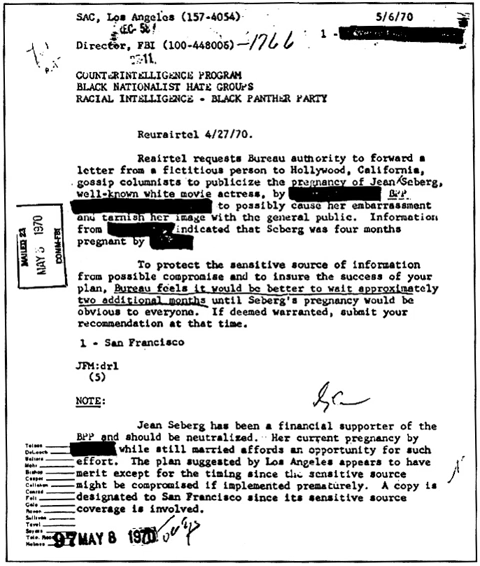 SAC, Los Angeles (157-4054)
5/6/70
Director, FBI (100-448006)-1766
1 -
COUNTERINTELLIGENCE PROGRAM
BLACK NATIONALIST HATE GROUPS
RACIAL INTELLIGENCE - BLACK PANTHER PARTY
Reurairtel 4/27/70.
Reairtel requests Bureau authority to forward a
letter from a fictitious person to Hollywood, California,
gossip columnists to publicize the pregnancy of Jean Seberg,
well-known white movie actress, by BPP
to possibly cause her embarrassment
and tarnish her image with the general public. Information
from indicated that Seberg was four months
pregnant by
To protect the sensitive source of information
from possible compromise and to insure the success of your
plan, Bureau feels it would be better to wait approximately
two additional months until Seberg's pregnancy would be
obvious to everyone. If deemed warranted, submit your
recommendation at that time.
MAILED 23
MAY 5 1970
COMM-FBI
1 - San Francisco
JFM:drl
(5)
NOTE:
Jean Seberg has been a financial supporter of the
BPP and should be neutralized. Her current pregnancy by
while still married affords an opportunity for such
effort. The plan suggested by Los Angeles appears to have
merit except for the timing since the sensitive source
might be compromised if implemented prematurely. A copy is
designated to San Francisco since its sensitive source
coverage is involved.
Tolson
DeLoach
Walters
Mohr
Bishop
Casper
Callahan
Conrad
Felt
Gale
Rosen
Sullivan
Tavel
Soyars
Tele. Room
Holmes
97 MAY 8 1970